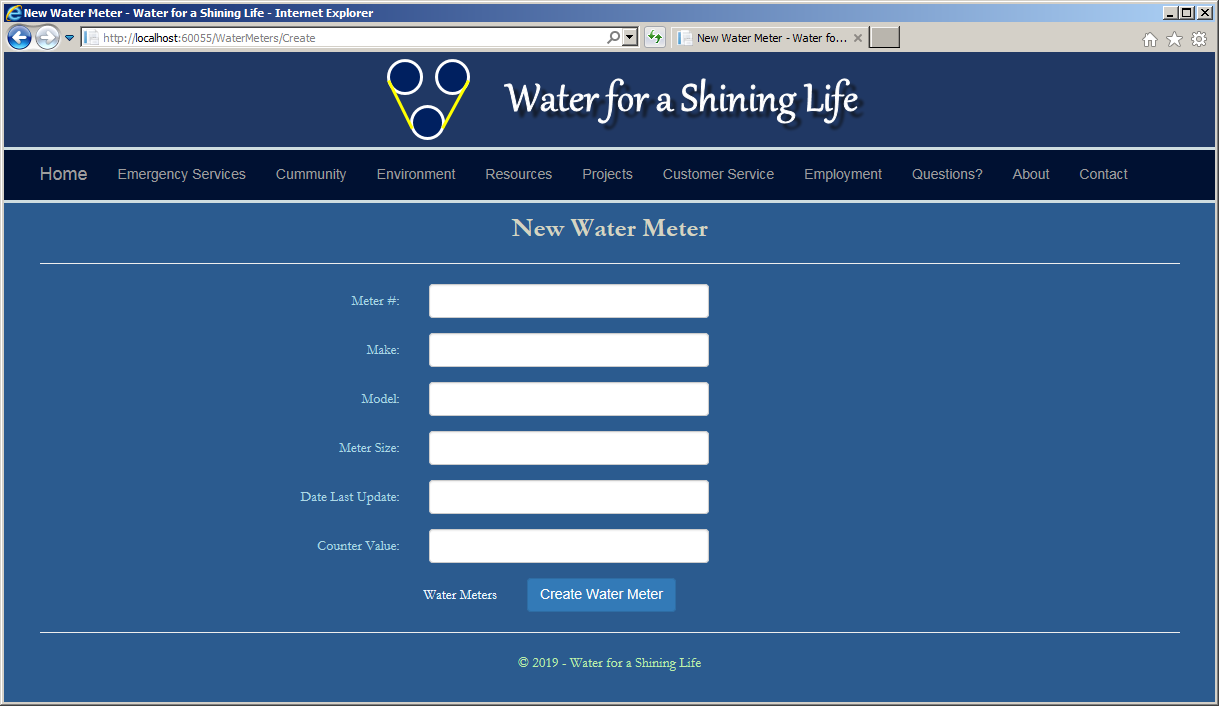 New Water Meter - Water for a Shining Life - Internet Explorer
http://localhost:60055/WaterMeters/Create
New Water Meter - Water fo...
Water for a Shining Life
Home Emergency Services Cummunity Environment Resources Projects Customer Service Employment Questions? About Contact
New Water Meter
Meter #:
Make:
Model:
Meter Size:
Date Last Update:
Counter Value:
Water Meters Create Water Meter
© 2019 - Water for a Shining Life